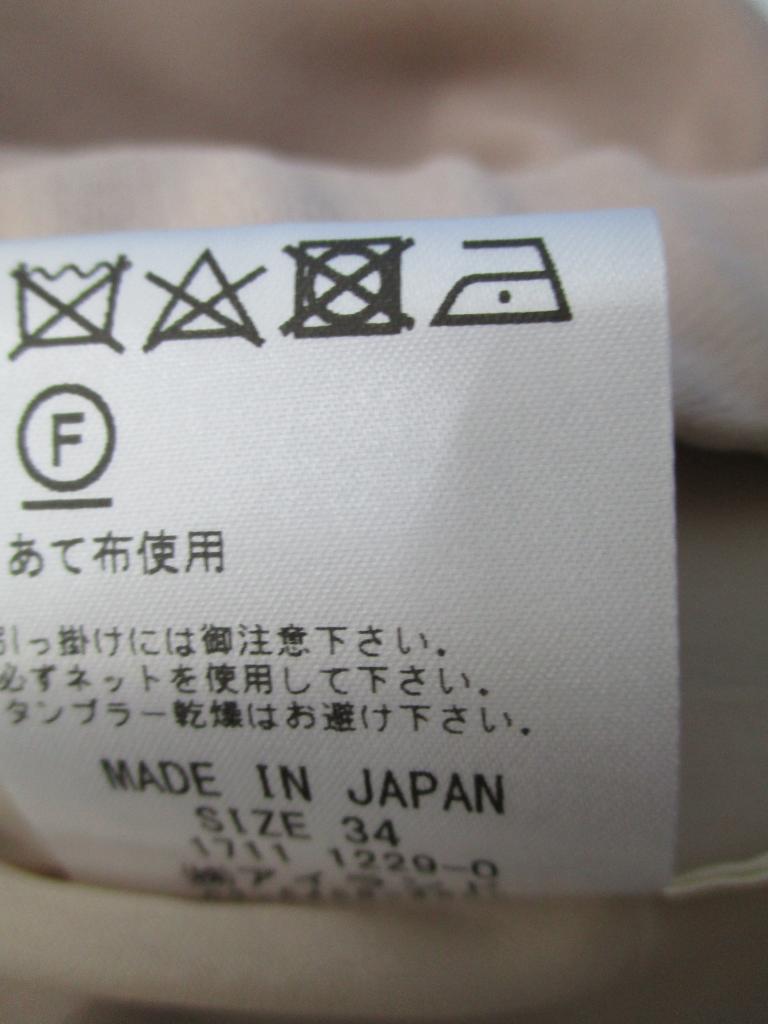 F
あて布使用
引っ掛けには御注意下さい.
必ずネットを使用して下さい.
タンブラー乾燥はお避け下さい.
MADE IN JAPAN
SIZE 34
1711 1229-0